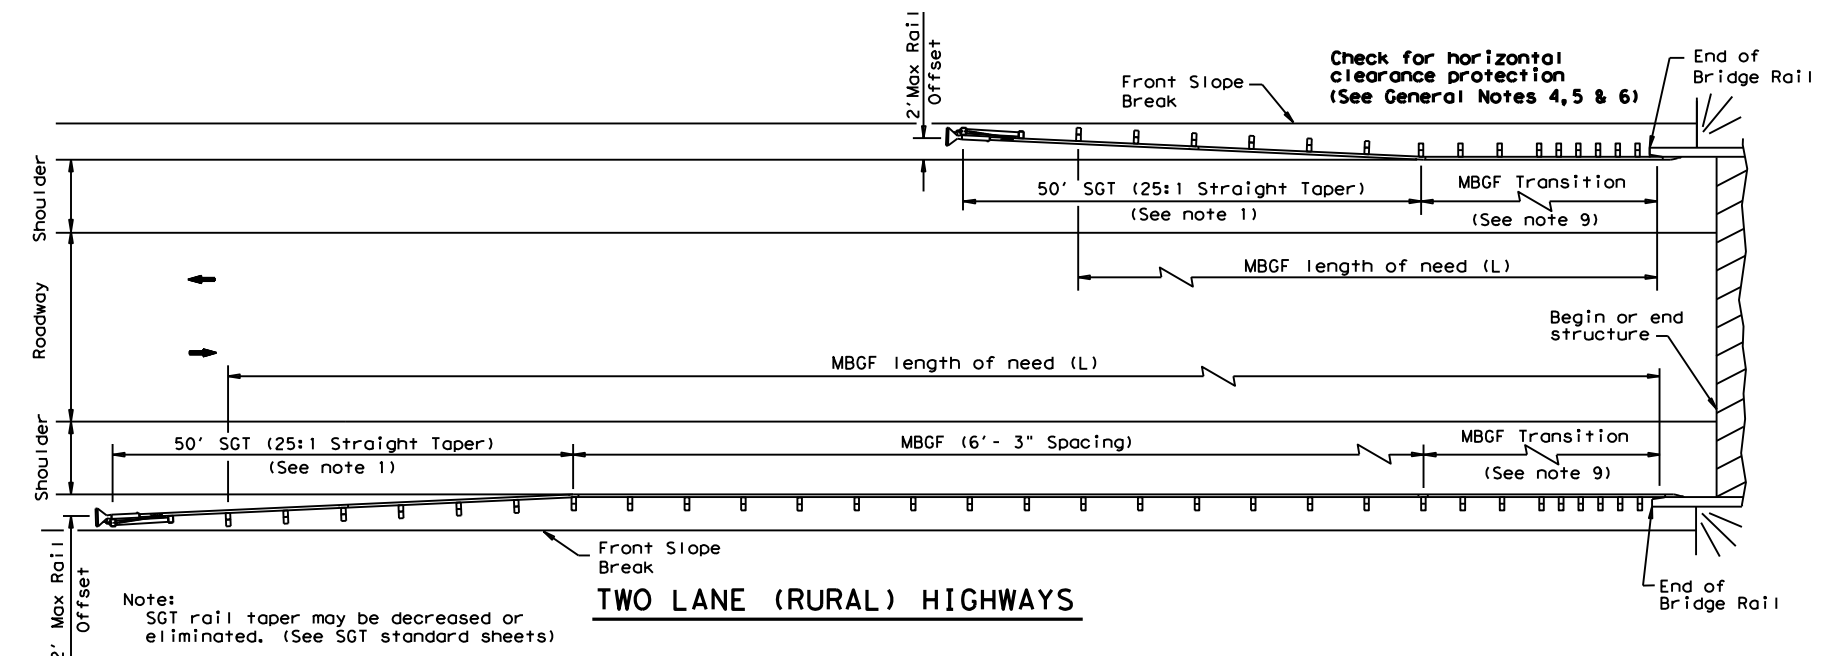 2' Max Rail
Offset
Front Slope
Break
Check for horizontal
clearance protection
(See General Notes 4,5 & 6)
End of
Bridge Rail
Shoulder
50' SGT (25:1 Straight Taper)
(See note 1)
MBGF Transition
(See note 9)
MBGF length of need (L)
Roadway
Begin or end
structure
MBGF length of need (L)
Shoulder
50' SGT (25:1 Straight Taper)
(See note 1)
MBGF (6'- 3" Spacing)
MBGF Transition
(See note 9)
2' Max Rail
Offset
Front Slope
Break
End of
Bridge Rail
Note:
SGT rail taper may be decreased or
eliminated. (See SGT standard sheets)
TWO LANE (RURAL) HIGHWAYS